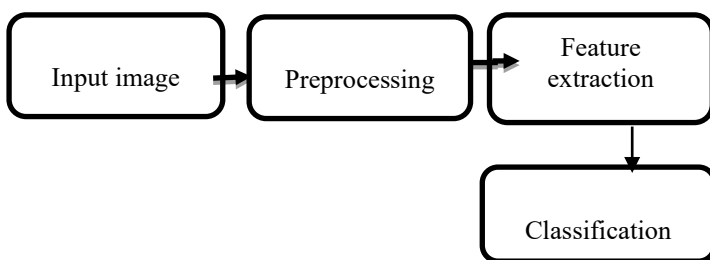 Input image
Preprocessing
Feature
extraction
Classification